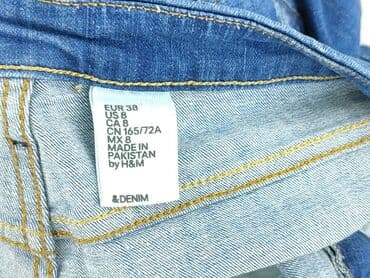 EUR 38
US 8
CA 8
CN 165/72A
MX 8
MADE IN
PAKISTAN
by H&M
&DENIM